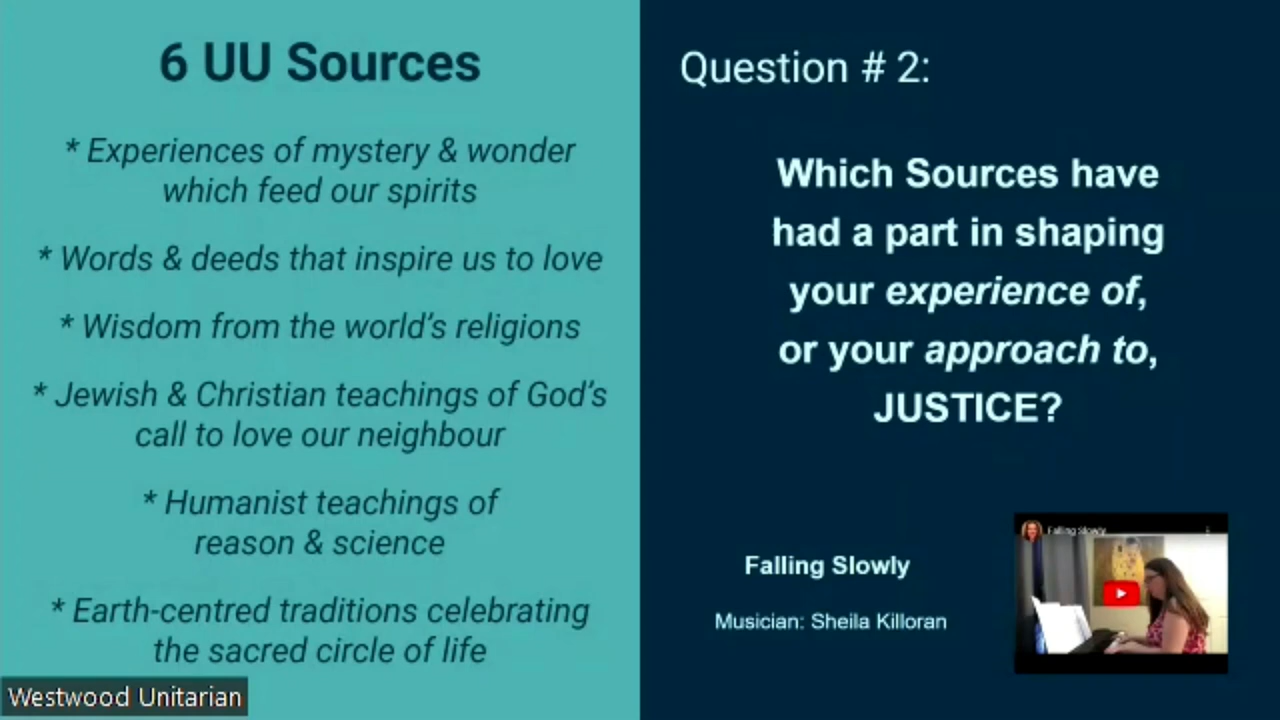 6 UU Sources
* Experiences of mystery & wonder
which feed our spirits
* Words & deeds that inspire us to love
* Wisdom from the world's religions
* Jewish & Christian teachings of God's
call to love our neighbour
* Humanist teachings of
reason & science
* Earth-centred traditions celebrating
the sacred circle of life
Westwood Unitarian
Question # 2:
Which Sources have
had a part in shaping
your experience of,
or your approach to,
JUSTICE?
Falling Slowly
Musician: Sheila Killoran
Falling Slowly